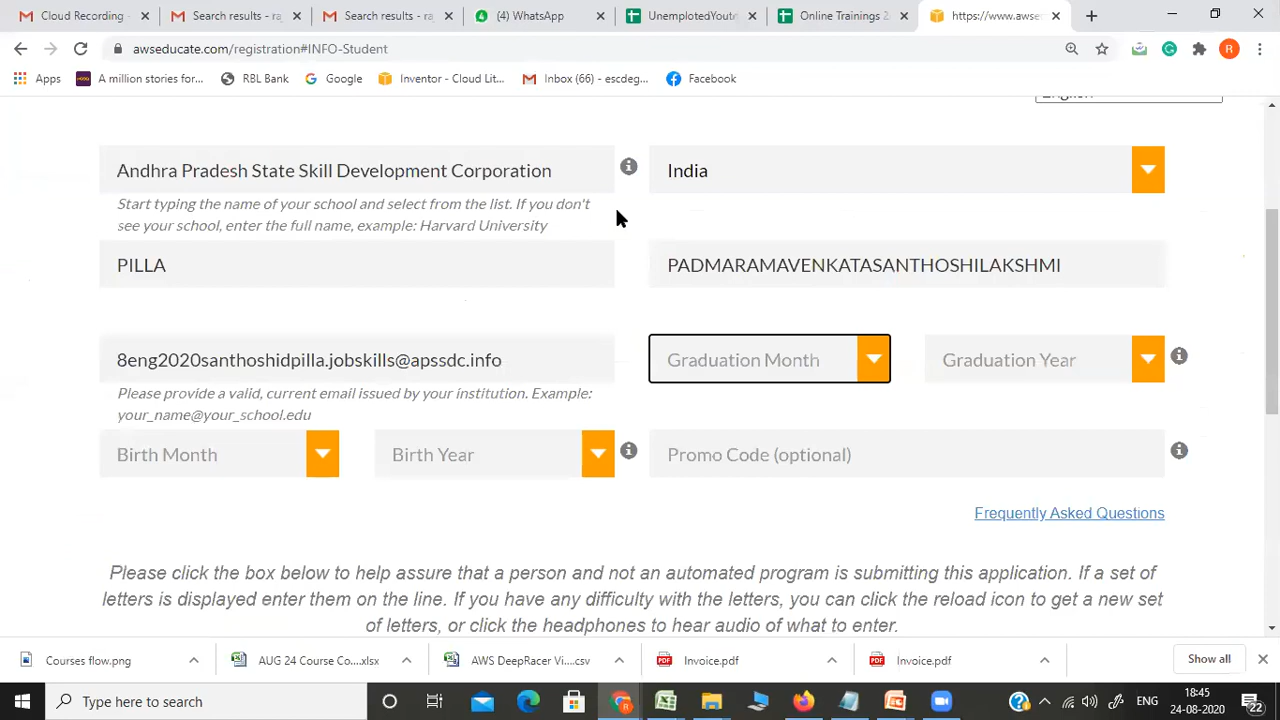 Cloud Recording -
Search results - raj
Search results - raj
(4) WhatsApp
UnemplotedYouth
Online Trainings 2
https://www.awse
awseducate.com/registration#INFO-Student
R
Apps
A million stories for...
RBL Bank
Google
Inventor - Cloud Lit...
Inbox (66) - escdeg...
Facebook
English
Andhra Pradesh State Skill Development Corporation
India
Start typing the name of your school and select from the list. If you don't
see your school, enter the full name, example: Harvard University
PILLA
PADMARAMAVENKATASANTHOSHILAKSHMI
8eng2020santhoshidpilla.jobskills@apssdc.info
Graduation Month
Graduation Year
Please provide a valid, current email issued by your institution. Example:
your_name@your_school.edu
Birth Month
Birth Year
Promo Code (optional)
Frequently Asked Questions
Please click the box below to help assure that a person and not an automated program is submitting this application. If a set of
letters is displayed enter them on the line. If you have any difficulty with the letters, you can click the reload icon to get a new set
of letters, or click the headphones to hear audio of what to enter.
Courses flow.png
AUG 24 Course Co....xlsx
AWS DeepRacer Vi....csv
Invoice.pdf
Invoice.pdf
Show all
Type here to search
ENG
18:45
24-08-2020
22